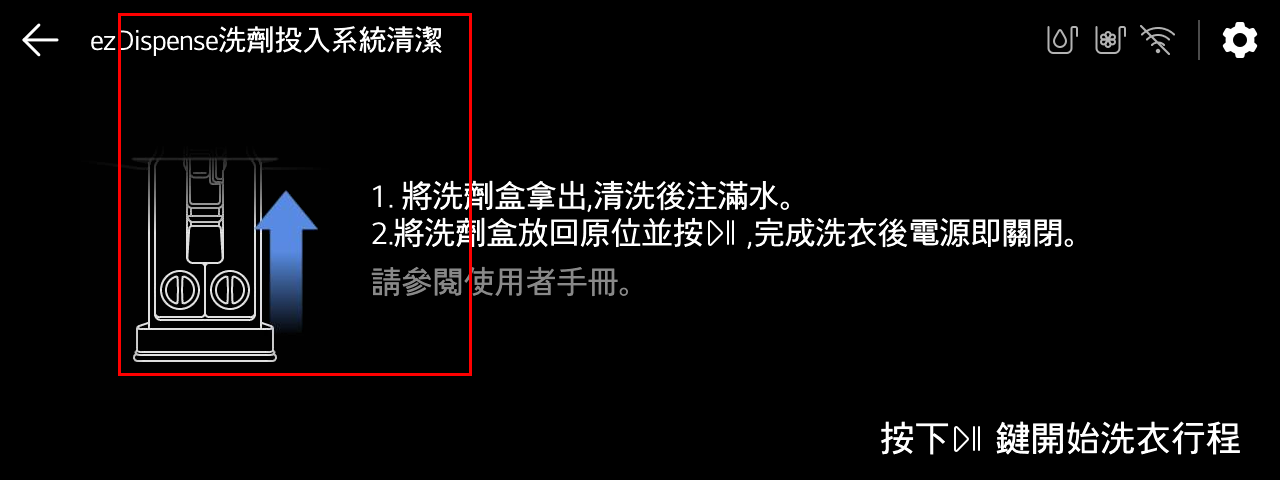 ezDispense洗劑投入系統清潔
1. 將洗劑盒拿出,清洗後注滿水。
2.將洗劑盒放回原位並按▷|| ,完成洗衣後電源即關閉。
請參閱使用者手冊。
按下▷|| 鍵開始洗衣行程